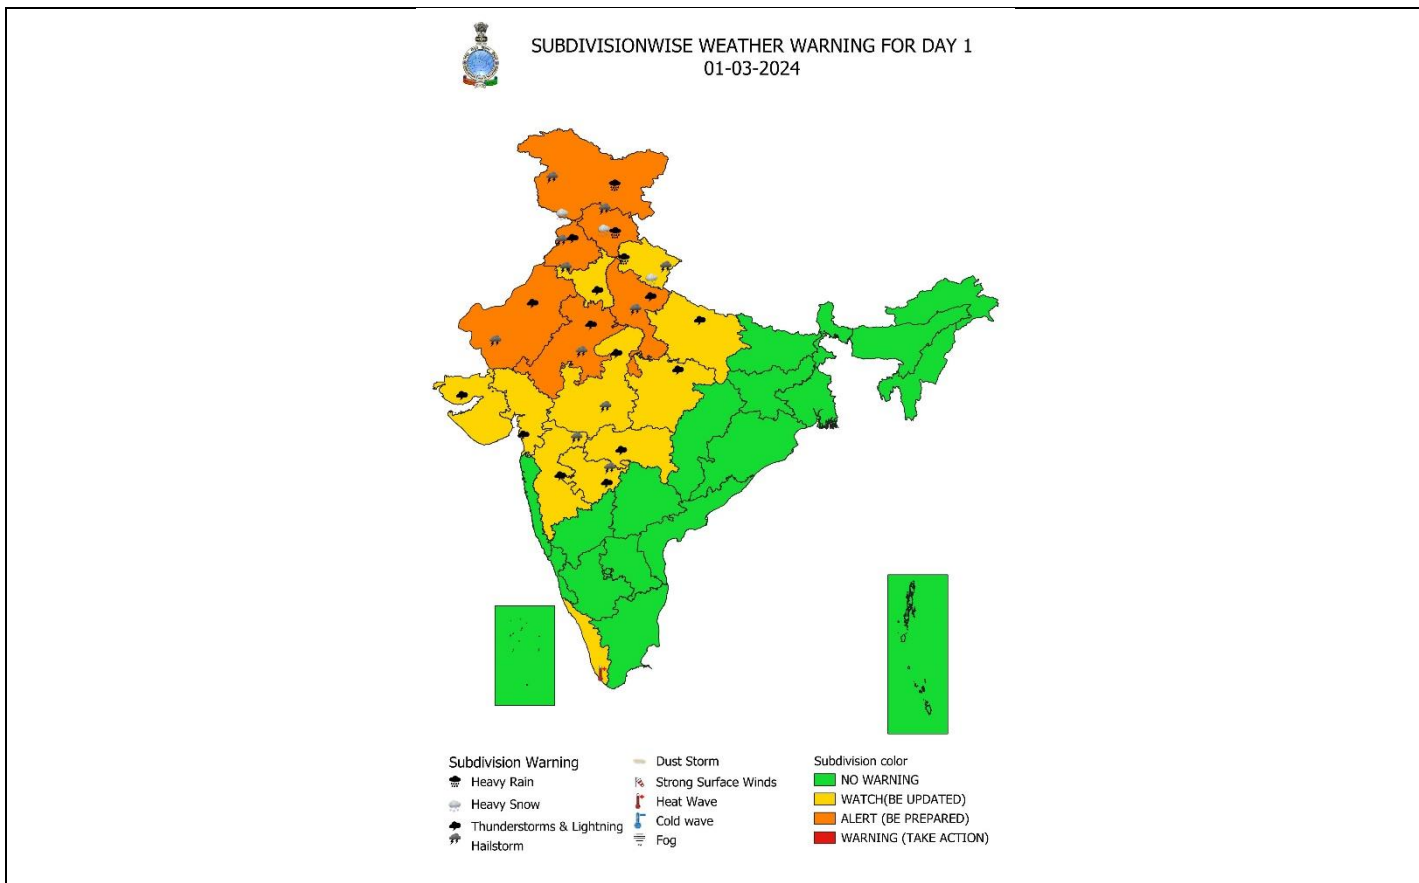 SUBDIVISIONWISE WEATHER WARNING FOR DAY 1
01-03-2024
Subdivision Warning
Heavy Rain
Heavy Snow
Thunderstorms & Lightning
Hailstorm
Dust Storm
Strong Surface Winds
Heat Wave
Cold wave
Fog
Subdivision color
NO WARNING
WATCH(BE UPDATED)
ALERT (BE PREPARED)
WARNING (TAKE ACTION)